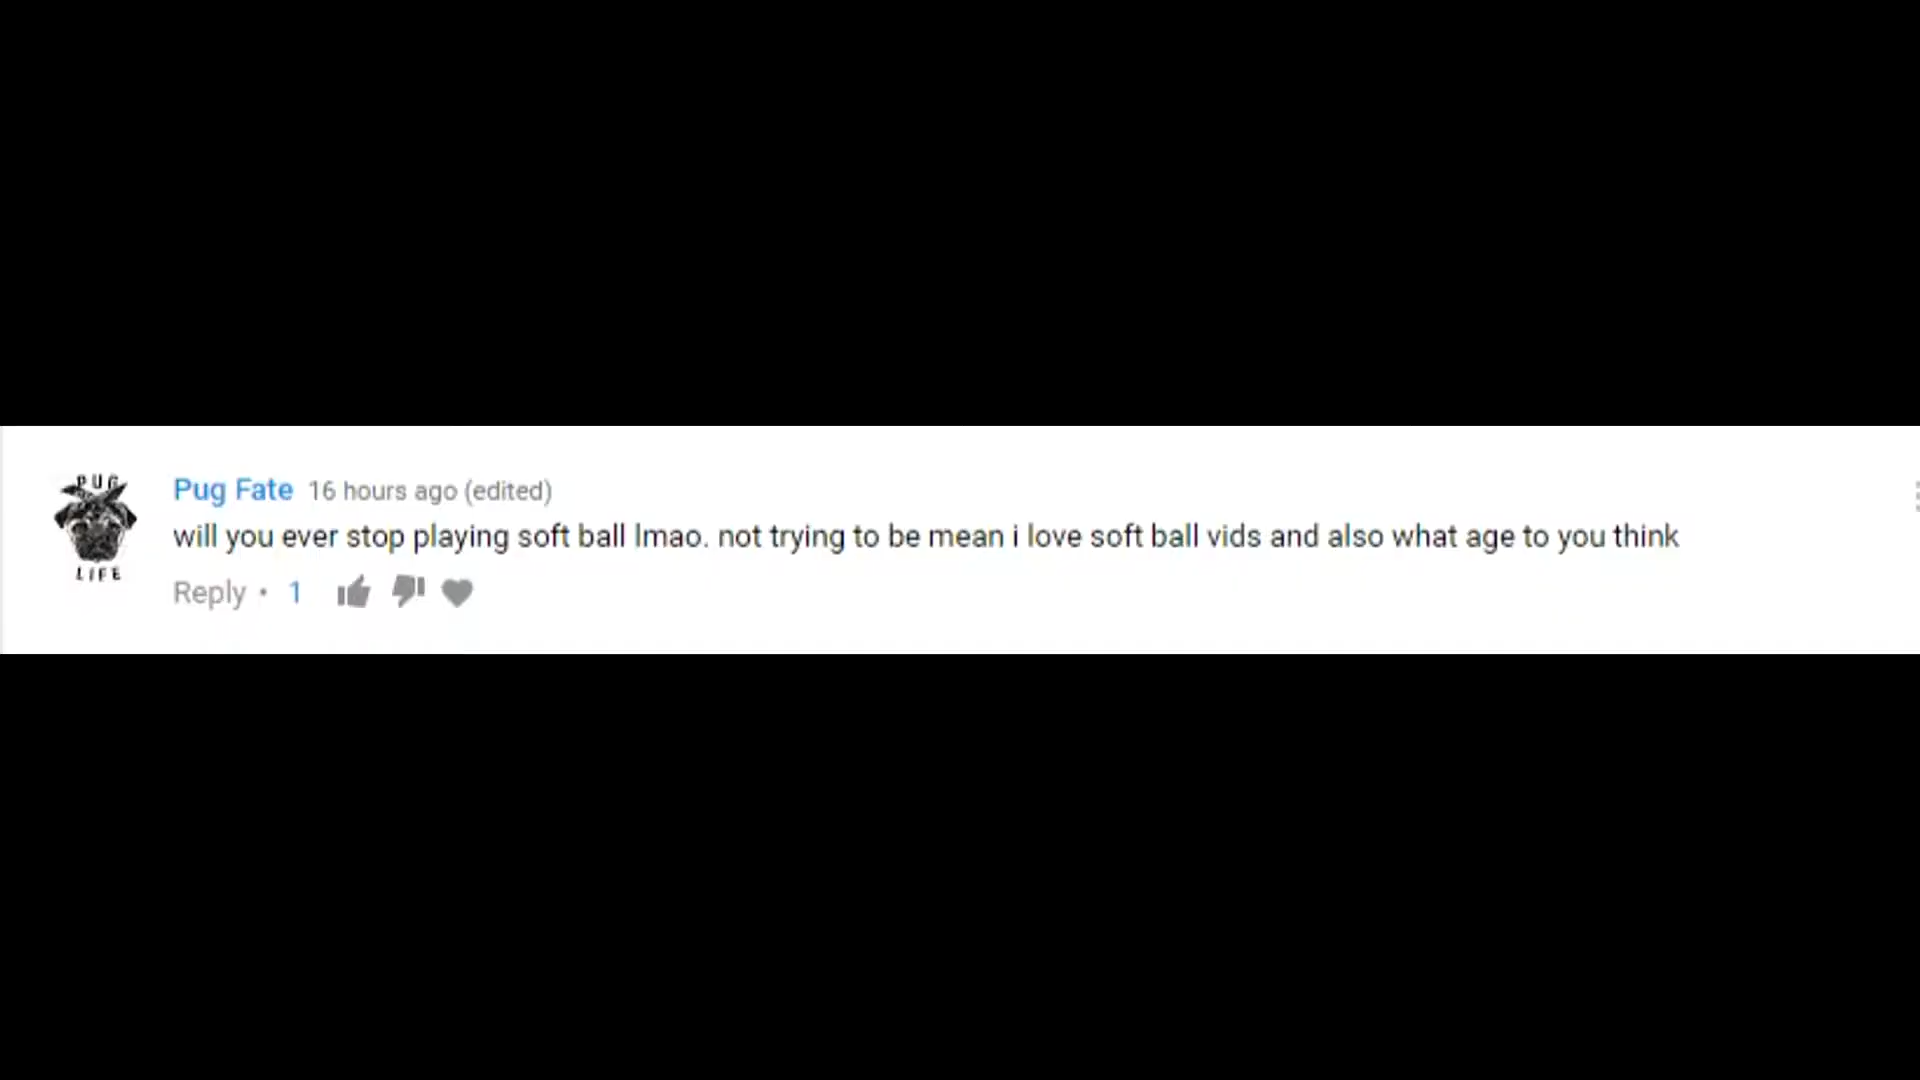 PUG
LIFE
Pug Fate 16 hours ago (edited)
will you ever stop playing soft ball lmao. not trying to be mean i love soft ball vids and also what age to you think
Reply • 1